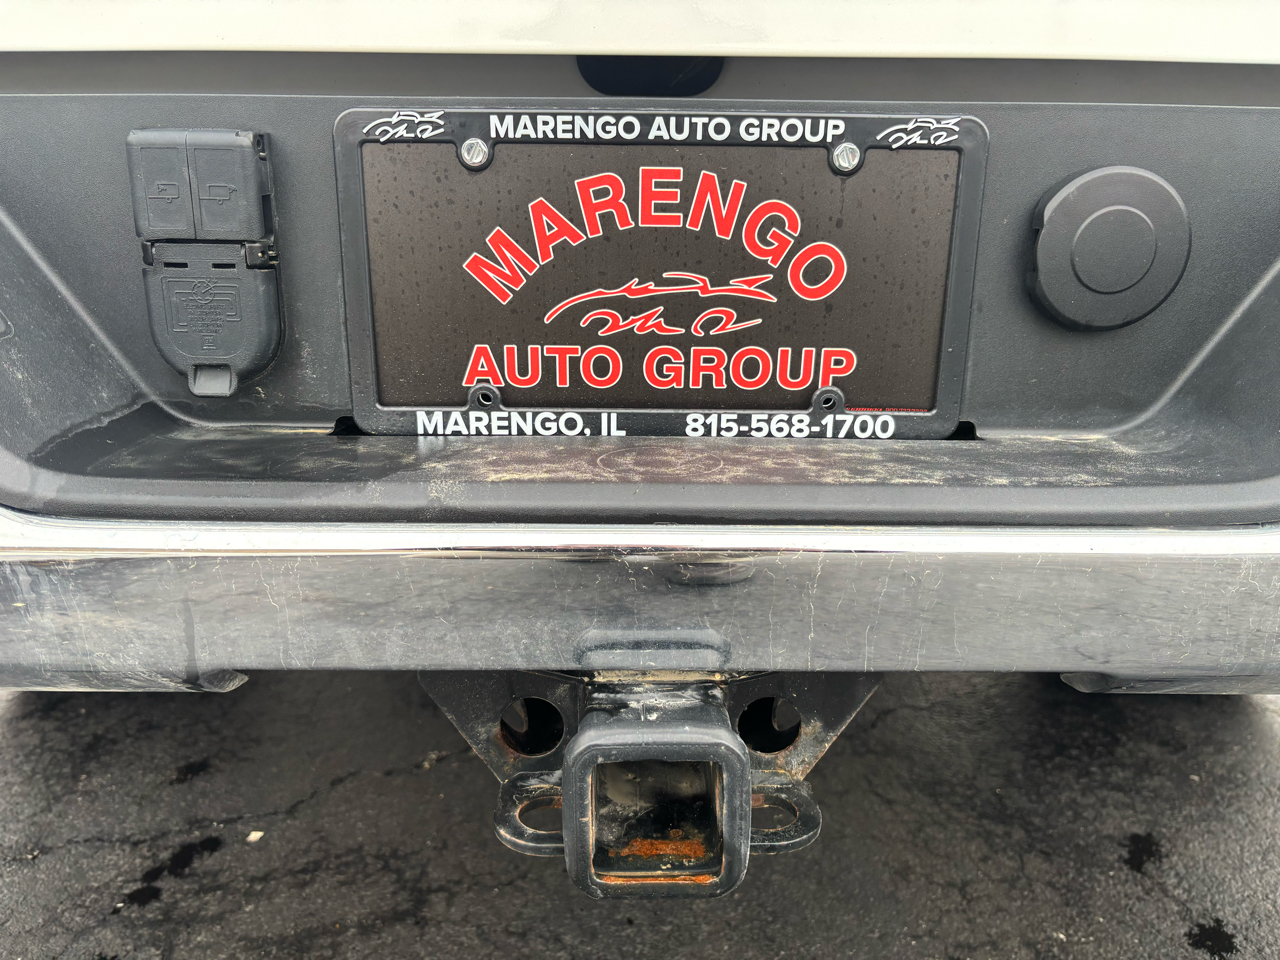 MARENGO AUTO GROUP
MARENGO
AUTO GROUP
MARENGO, IL 815-568-1700